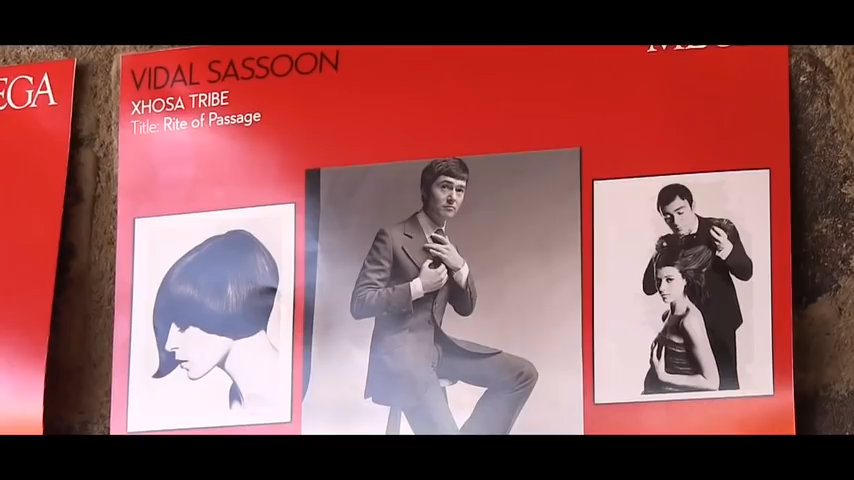 EGA
VIDAL SASSOON
XHOSA TRIBE
Title: Rite of Passage